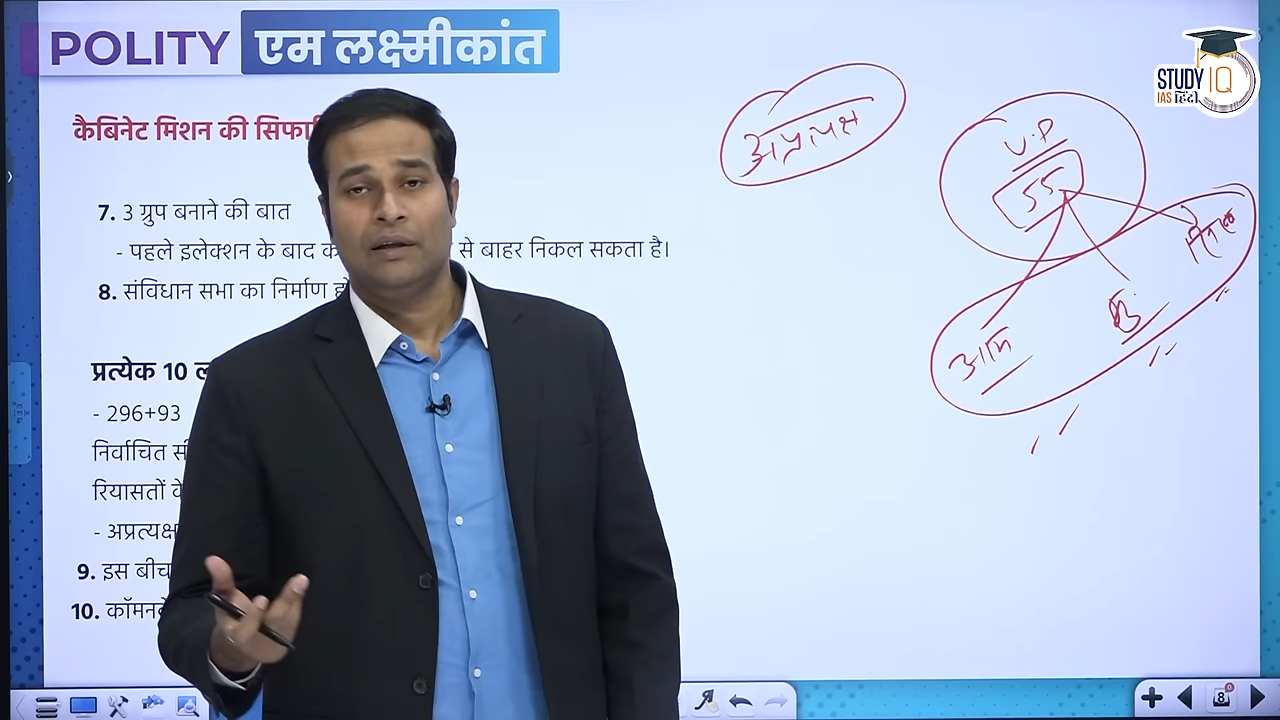 POLITY एम लक्ष्मीकांत
STUDY IQ
IAS हिंदी
कैबिनेट मिशन की
7. 3 ग्रुप बनाने की बात
- पहले इलेक्शन के बाद से बाहर निकल सकता है।
8. संविधान सभा का निर्माण
प्रत्येक 10
- 296+93
निर्वाचित
रियासतों
- अप्रत्यक्ष
9. इस बीच
10.
अप्रत्यक्ष
U.P
55
8